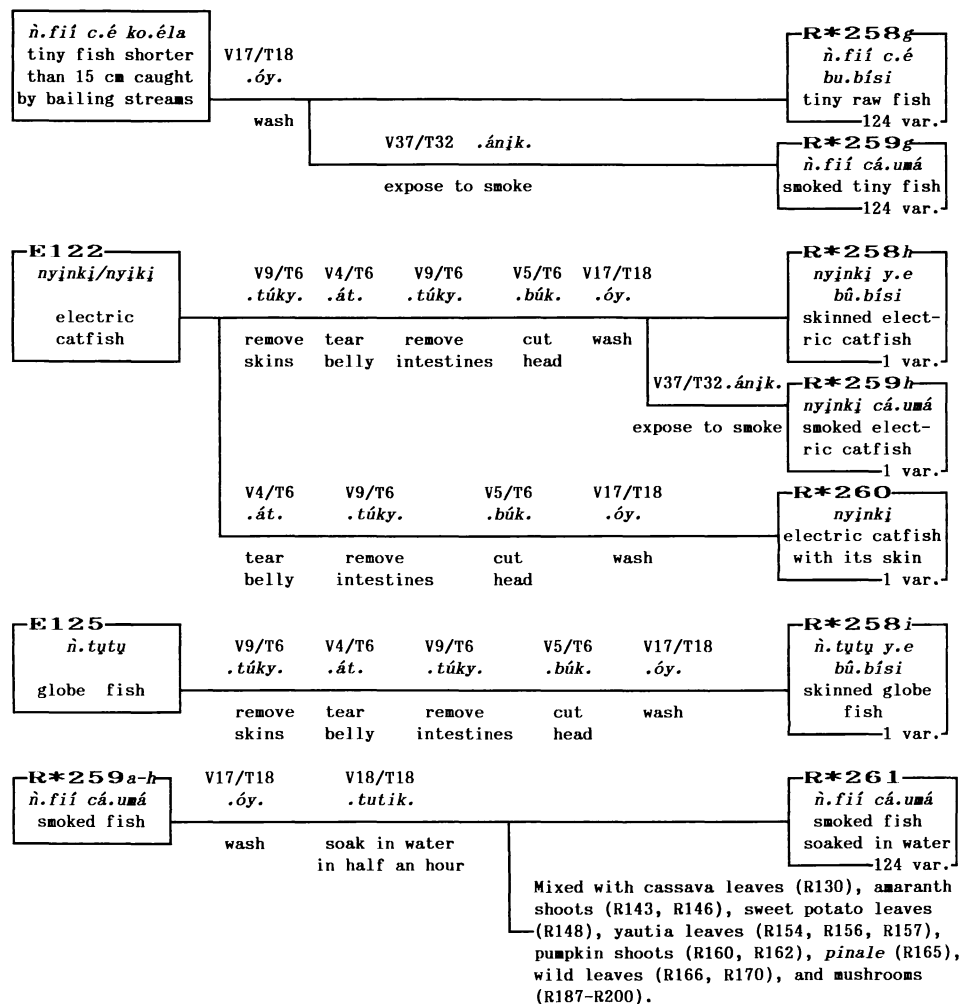 ǹ.fií c.é ko.éla
tiny fish shorter
than 15 cm caught
by bailing streams
V17/T18
.óy.
wash
R*258g
ǹ.fií c.é
bu.bísi
tiny raw fish
124 var.
V37/T32 .ánįk.
expose to smoke
R*259g
ǹ.fií cá.umá
smoked tiny fish
124 var.
E122
nyįnkį/nyįkį
electric
catfish
V9/T6 V4/T6 V9/T6 V5/T6 V17/T18
.túky. .át. .túky. .búk. .óy.
remove tear remove cut wash
skins belly intestines head
R*258h
nyįnkį y.e
bû.bísi
skinned elect-
ric catfish
1 var.
V37/T32 .ánįk.
expose to smoke
R*259h
nyįnkį cá.umá
smoked elect-
ric catfish
1 var.
V4/T6 V9/T6 V5/T6 V17/T18
.át. .túky. .búk. .óy.
tear remove cut wash
belly intestines head
R*260
nyįnkį
electric catfish
with its skin
1 var.
E125
ǹ.tųtų
globe fish
V9/T6 V4/T6 V9/T6 V5/T6 V17/T18
.túky. .át. .túky. .búk. .óy.
remove tear remove cut wash
skins belly intestines head
R*258i
ǹ.tųtų y.e
bû.bísi
skinned globe
fish
1 var.
R*259a-h
ǹ.fií cá.umá
smoked fish
V17/T18 V18/T18
.óy. .tutik.
wash soak in water
in half an hour
R*261
ǹ.fií cá.umá
smoked fish
soaked in water
124 var.
Mixed with cassava leaves (R130), amaranth
shoots (R143, R146), sweet potato leaves
(R148), yautia leaves (R154, R156, R157),
pumpkin shoots (R160, R162), pinale (R165),
wild leaves (R166, R170), and mushrooms
(R187-R200).